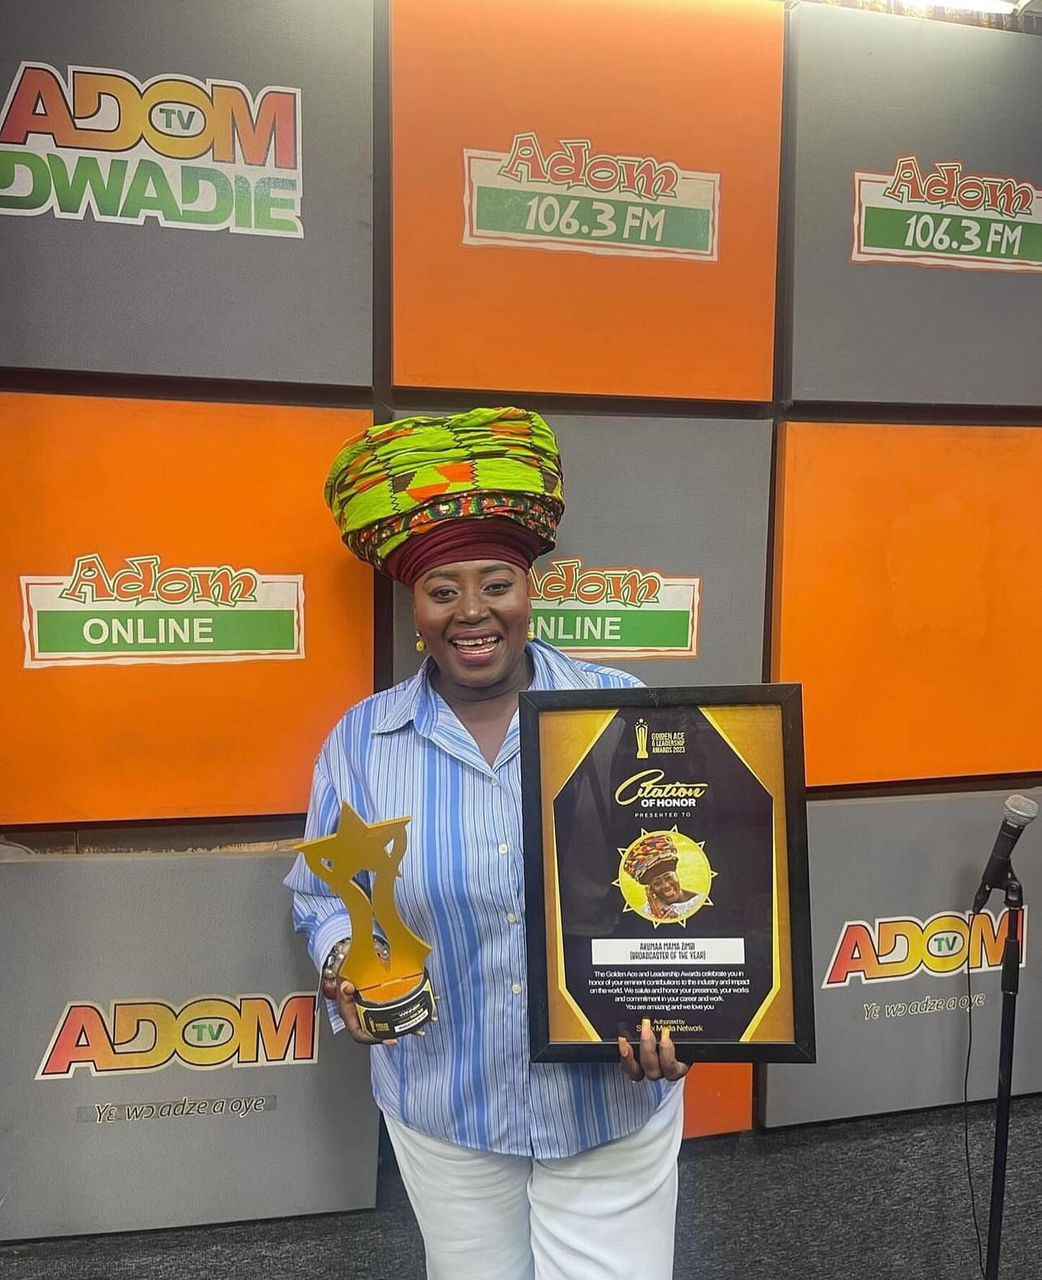 ADOM
TV
DWADIE
Adom
106.3 FM
Adom
106.3 FM
Adom
ONLINE
Adom
ONLINE
GOLDEN ACE
& LEADERSHIP
AWARDS 2023
Citation
OF HONOR
PRESENTED TO
AKUMAA MAMA ZIMBI
(BROADCASTER OF THE YEAR)
The Golden Ace and Leadership Awards celebrate you in
honor of your eminent contributions to the industry and impact
on the world. We salute and honor your presence, your works
and commitment in your career and work.
You are amazing and we love you
Authorized by
Media Network
ADOM
TV
Yɛ wɔ adze a oye
ADOM
TV
Yɛ wɔ adze a oye